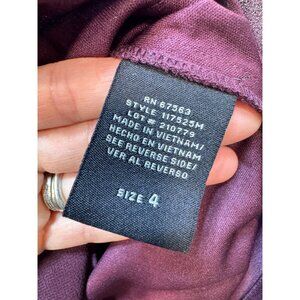 RN 67563
STYLE 117525M
LOT # 210779
MADE IN VIETNAM/
HECHO EN VIETNAM
SEE REVERSE SIDE/
VER AL REVERSO
SIZE 4